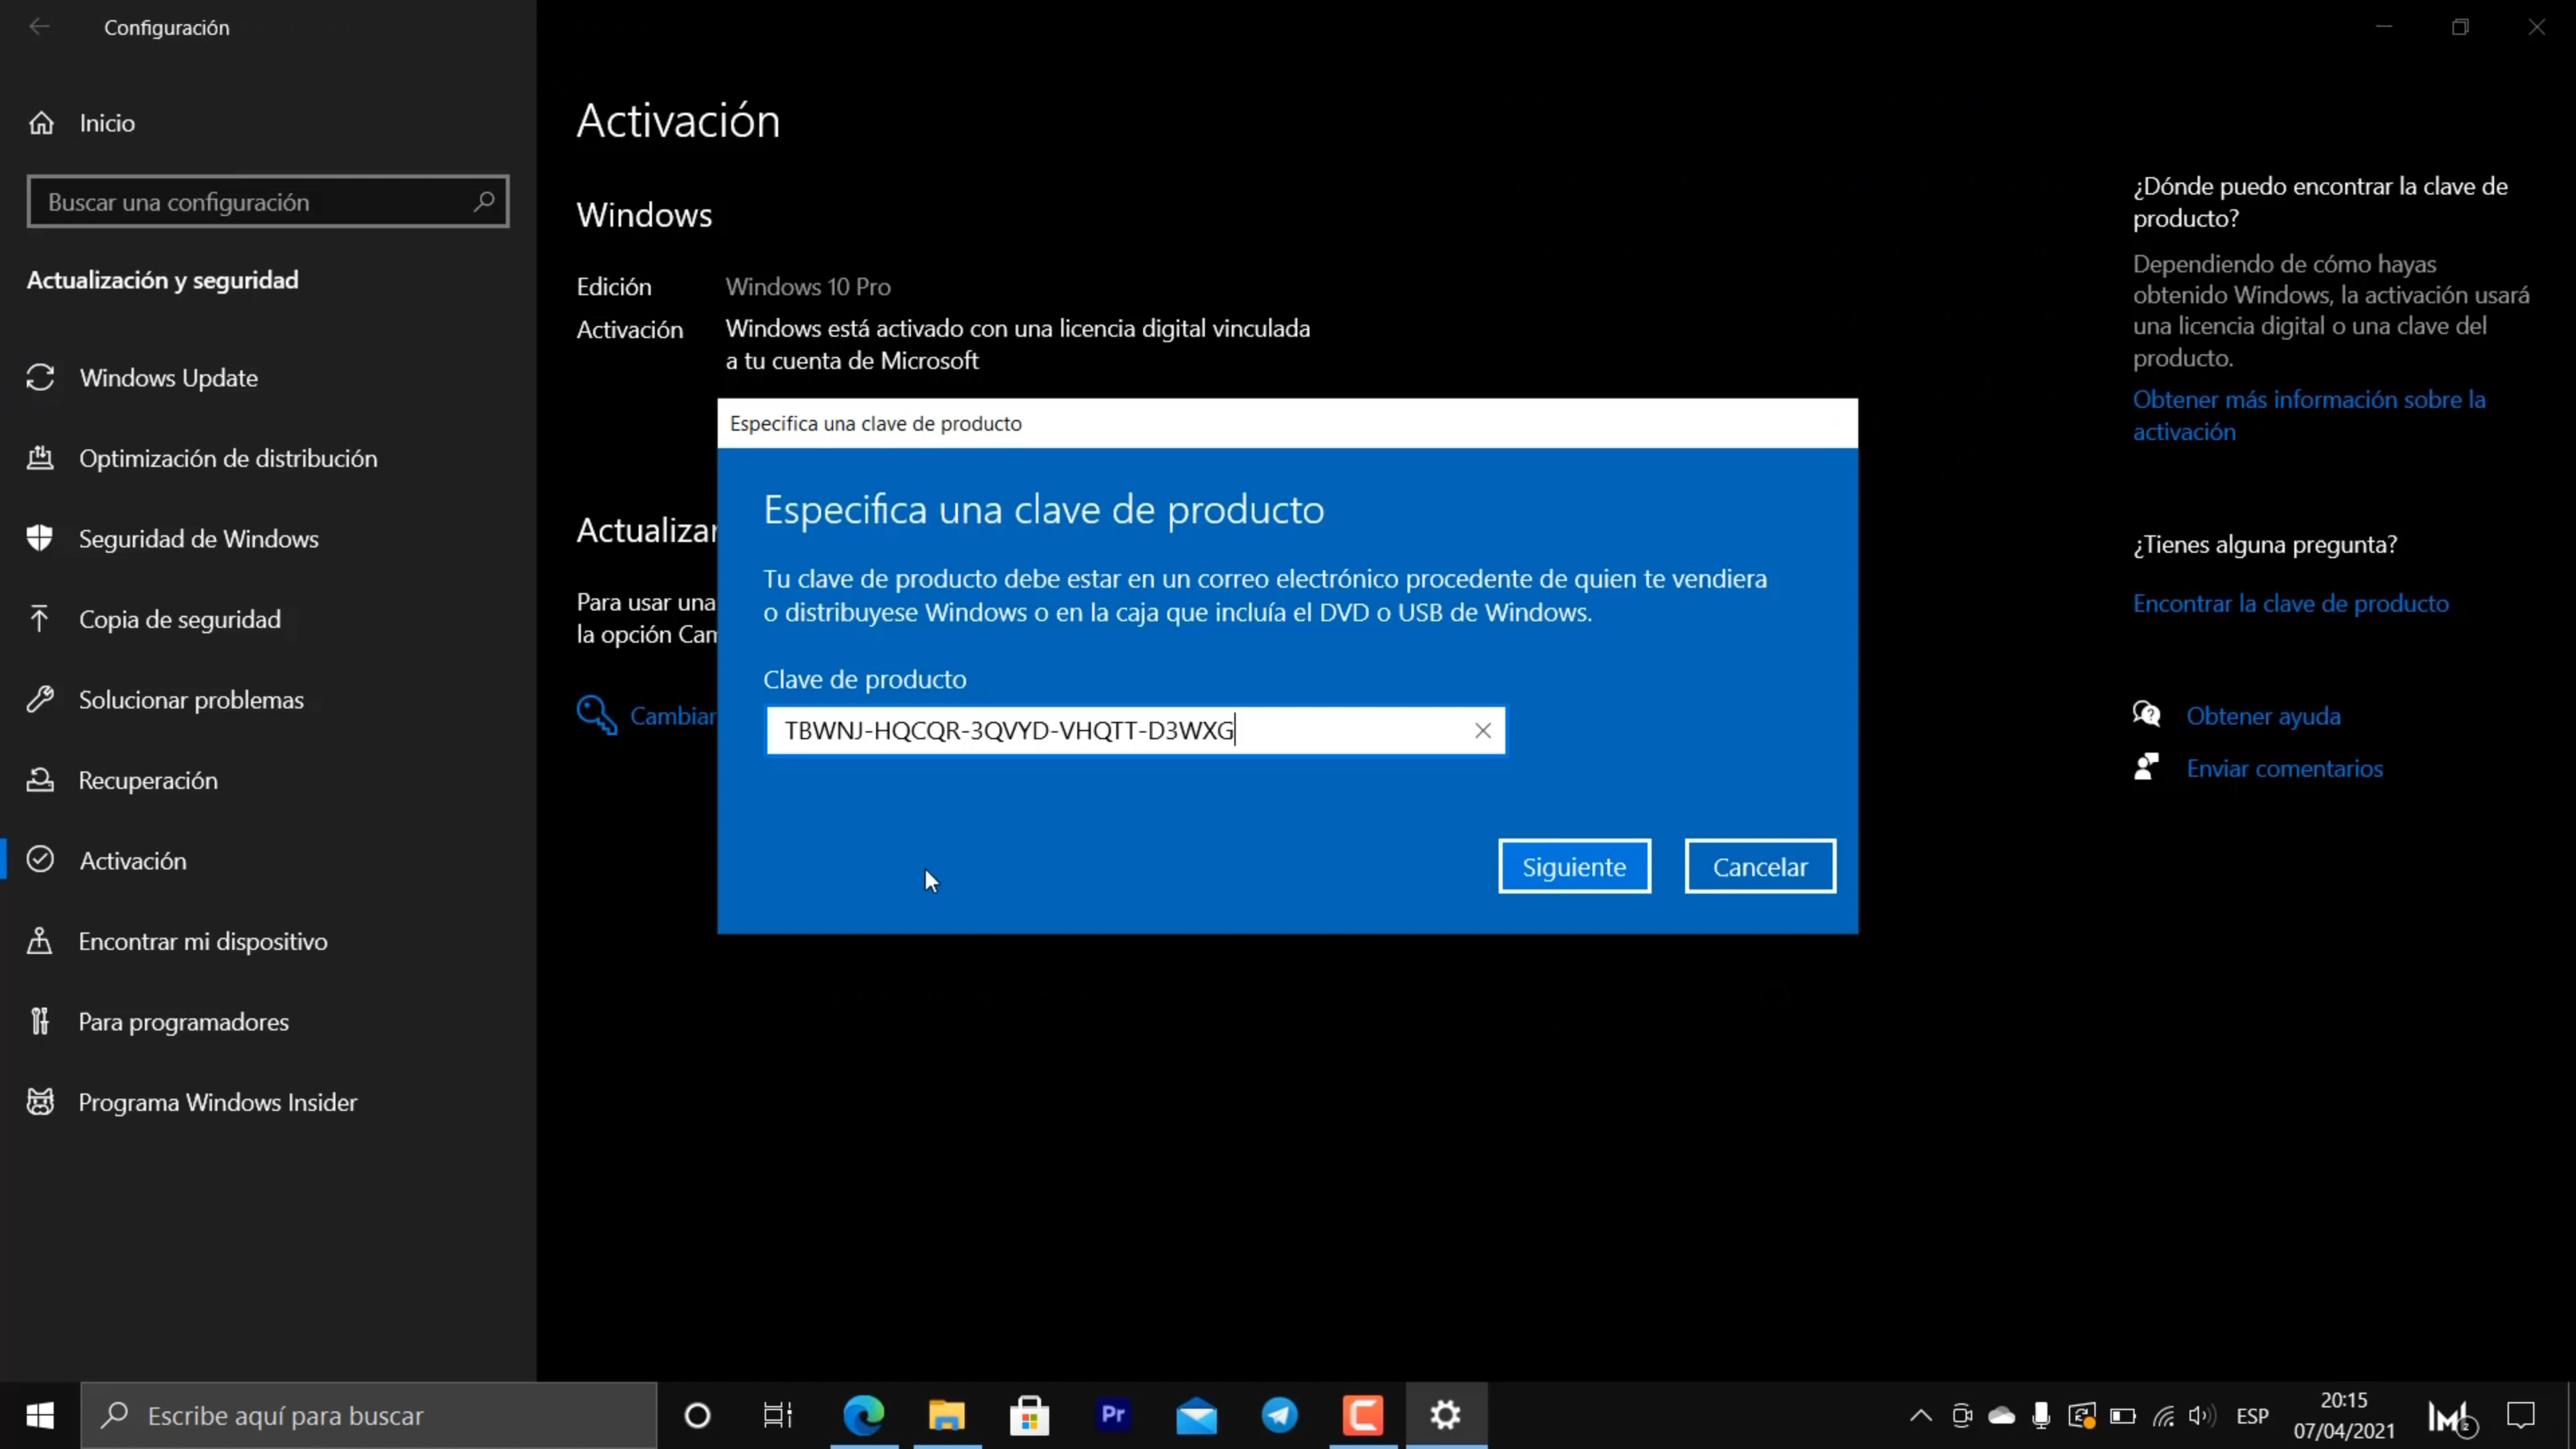 Configuración
Inicio
Buscar una configuración
Actualización y seguridad
Windows Update
Optimización de distribución
Seguridad de Windows
Copia de seguridad
Solucionar problemas
Recuperación
Activación
Encontrar mi dispositivo
Para programadores
Programa Windows Insider
Activación
Windows
Edición Windows 10 Pro
Activación Windows está activado con una licencia digital vinculada
a tu cuenta de Microsoft
Actualizar
Para usar una
la opción Cam
Cambiar
Especifica una clave de producto
Especifica una clave de producto
Tu clave de producto debe estar en un correo electrónico procedente de quien te vendiera
o distribuyese Windows o en la caja que incluía el DVD o USB de Windows.
Clave de producto
TBWNJ-HQCQR-3QVYD-VHQTT-D3WXG
Siguiente Cancelar
¿Dónde puedo encontrar la clave de
producto?
Dependiendo de cómo hayas
obtenido Windows, la activación usará
una licencia digital o una clave del
producto.
Obtener más información sobre la
activación
¿Tienes alguna pregunta?
Encontrar la clave de producto
Obtener ayuda
Enviar comentarios
Escribe aquí para buscar
Pr
ESP
20:15
07/04/2021